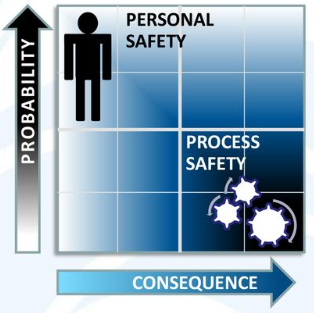 PERSONAL
SAFETY
PROBABILITY
PROCESS
SAFETY
CONSEQUENCE